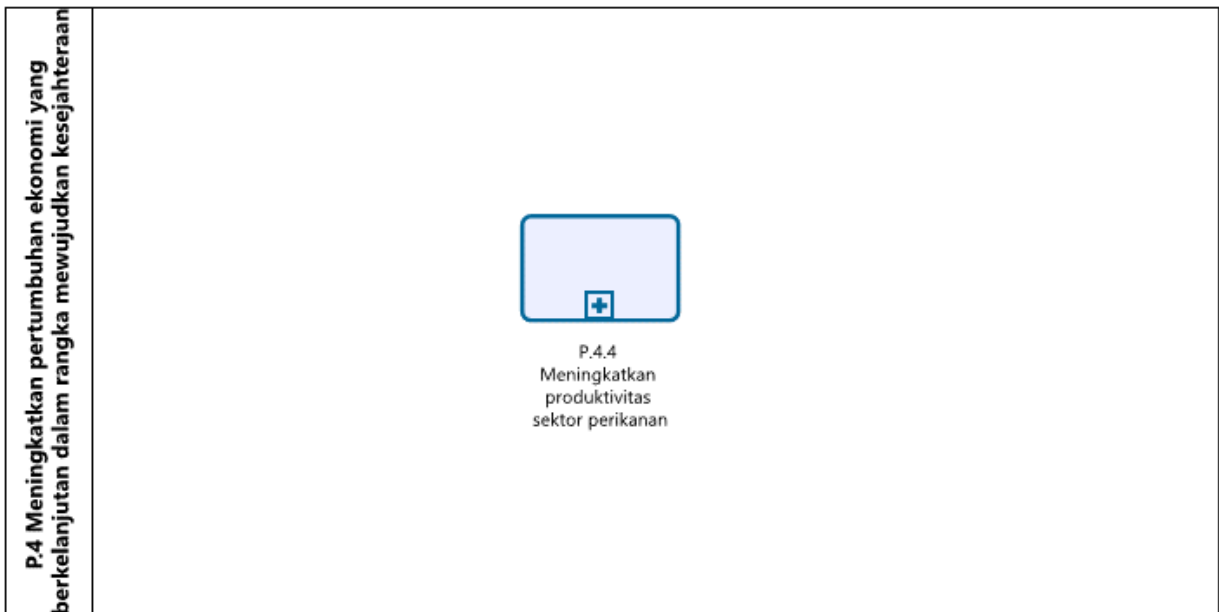 P.4 Meningkatkan pertumbuhan ekonomi yang
berkelanjutan dalam rangka mewujudkan kesejahteraan
P.4.4
Meningkatkan
produktivitas
sektor perikanan